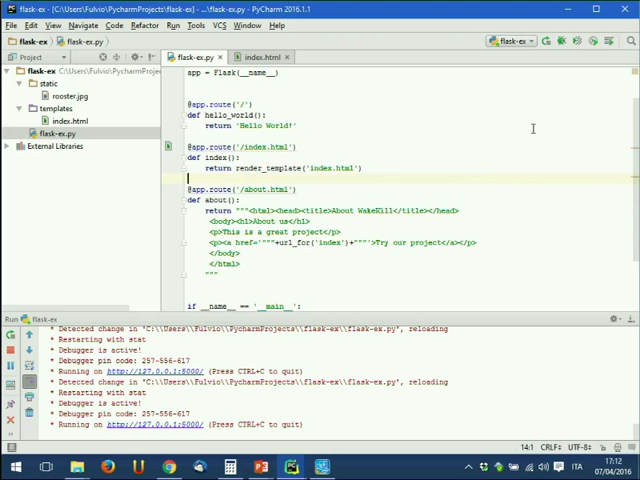 flask-ex - [C:\Users\Fulvio\PycharmProjects\flask-ex] - ...\flask-ex.py - PyCharm 2016.1.1
File Edit View Navigate Code Refactor Run Tools VCS Window Help
flask-ex flask-ex.py
flask-ex
Project
flask-ex.py
index.html
flask-ex C:\Users\Fulvio\PycharmProjects
static
rooster.jpg
templates
index.html
flask-ex.py
External Libraries
app = Flask(__name__)
@app.route('/')
def hello_world():
return 'Hello World!'
@app.route('/index.html')
def index():
return render_template('index.html')
@app.route('/about.html')
def about():
return """<html><head><title>About WakeKill</title></head>
<body><h1>About us</h1>
<p>This is a great project</p>
<p><a href='"""+url_for('index')+"""'>Try our project</a></p>
</body>
</html>
"""
if __name__ == '__main__':
Run flask-ex
* Detected change in 'C:\\Users\\Fulvio\\PycharmProjects\\flask-ex\\flask-ex.py', reloading
* Restarting with stat
* Debugger is active!
* Debugger pin code: 257-556-617
* Running on http://127.0.0.1:5000/ (Press CTRL+C to quit)
* Detected change in 'C:\\Users\\Fulvio\\PycharmProjects\\flask-ex\\flask-ex.py', reloading
* Restarting with stat
* Debugger is active!
* Debugger pin code: 257-556-617
* Running on http://127.0.0.1:5000/ (Press CTRL+C to quit)
14:1 CRLF÷ UTF-8÷
ITA
17:12
07/04/2016